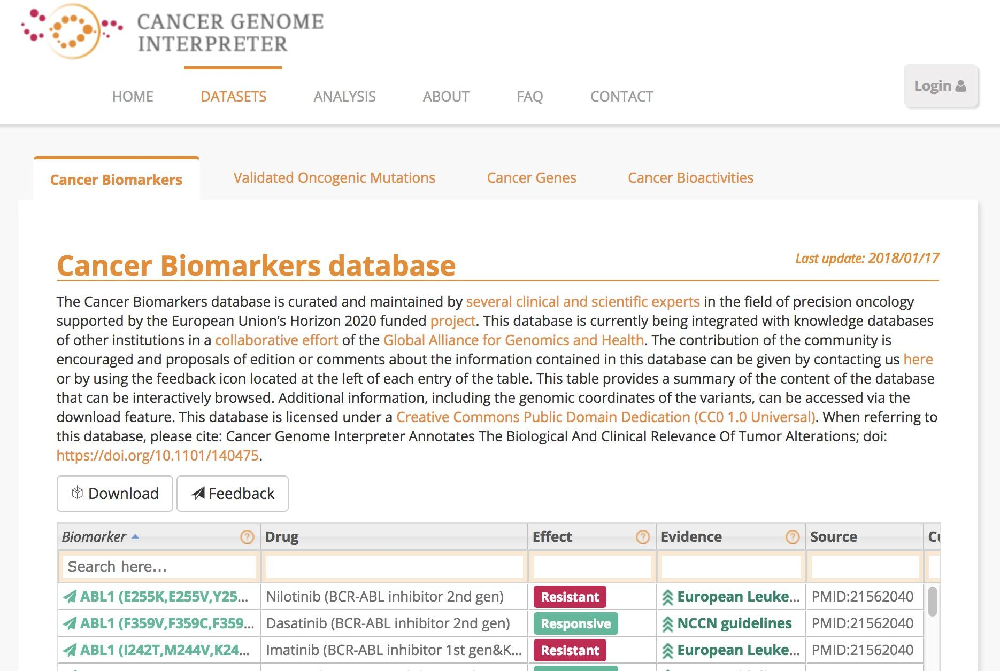 CANCER GENOME
INTERPRETER
HOME DATASETS ANALYSIS ABOUT FAQ CONTACT
Login
Cancer Biomarkers Validated Oncogenic Mutations Cancer Genes Cancer Bioactivities
Cancer Biomarkers database
Last update: 2018/01/17
The Cancer Biomarkers database is curated and maintained by several clinical and scientific experts in the field of precision oncology
supported by the European Union’s Horizon 2020 funded project. This database is currently being integrated with knowledge databases
of other institutions in a collaborative effort of the Global Alliance for Genomics and Health. The contribution of the community is
encouraged and proposals of edition or comments about the information contained in this database can be given by contacting us here
or by using the feedback icon located at the left of each entry of the table. This table provides a summary of the content of the database
that can be interactively browsed. Additional information, including the genomic coordinates of the variants, can be accessed via the
download feature. This database is licensed under a Creative Commons Public Domain Dedication (CC0 1.0 Universal). When referring to
this database, please cite: Cancer Genome Interpreter Annotates The Biological And Clinical Relevance Of Tumor Alterations; doi:
https://doi.org/10.1101/140475.
Download Feedback
Biomarker ? Drug Effect ? Evidence ? Source
Search here...
ABL1 (E255K,E255V,Y25... Nilotinib (BCR-ABL inhibitor 2nd gen) Resistant European Leuke... PMID:21562040
ABL1 (F359V,F359C,F359... Dasatinib (BCR-ABL inhibitor 2nd gen) Responsive NCCN guidelines PMID:21562040
ABL1 (I242T,M244V,K24... Imatinib (BCR-ABL inhibitor 1st gen&K... Resistant European Leuke... PMID:21562040